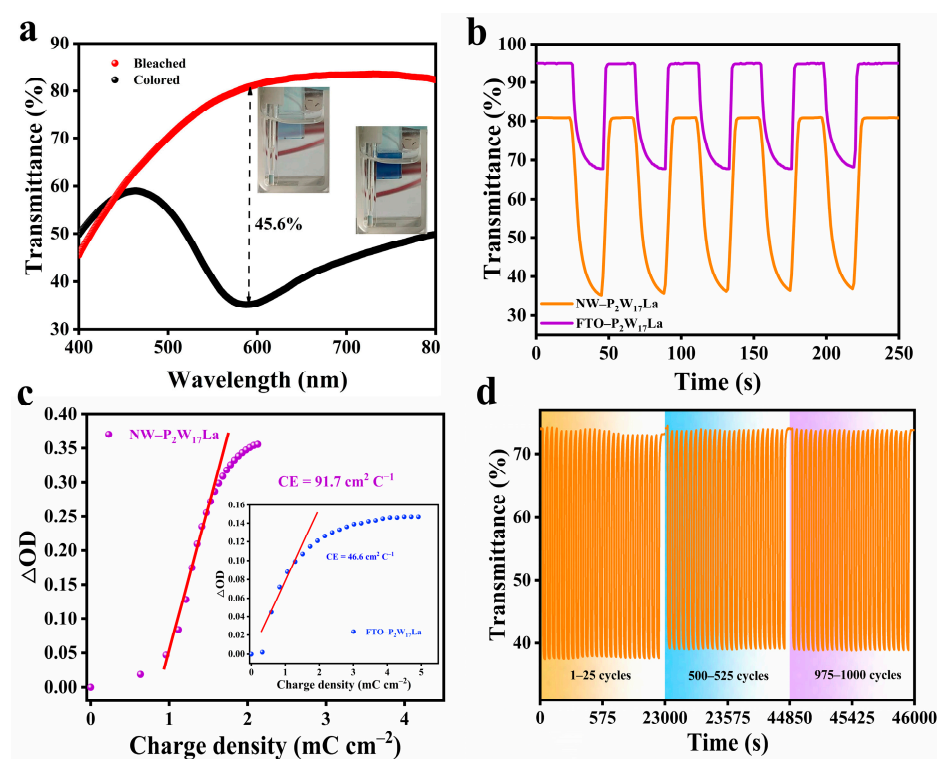 a
90
80
70
60
50
40
30
Transmittance (%)
Bleached
Colored
45.6%
400
500
600
700
80
Wavelength (nm)
b
100
90
80
70
60
50
40
30
Transmittance (%)
NW–P₂W₁₇La
FTO–P₂W₁₇La
0
50
100
150
200
250
Time (s)
c
0.40
0.35
0.30
0.25
0.20
0.15
0.10
0.05
0.00
△OD
NW–P₂W₁₇La
CE = 91.7 cm² C⁻¹
0.16
0.14
0.12
0.10
0.08
0.06
0.04
0.02
0.00
△OD
CE = 46.6 cm² C⁻¹
FTO P₂W₁₇La
0
1
2
3
4
5
Charge density (mC cm⁻²)
0
1
2
3
4
Charge density (mC cm⁻²)
d
70
60
50
40
Transmittance (%)
1–25 cycles
500–525 cycles
975–1000 cycles
0
575
23000
23575
44850
45425
46000
Time (s)